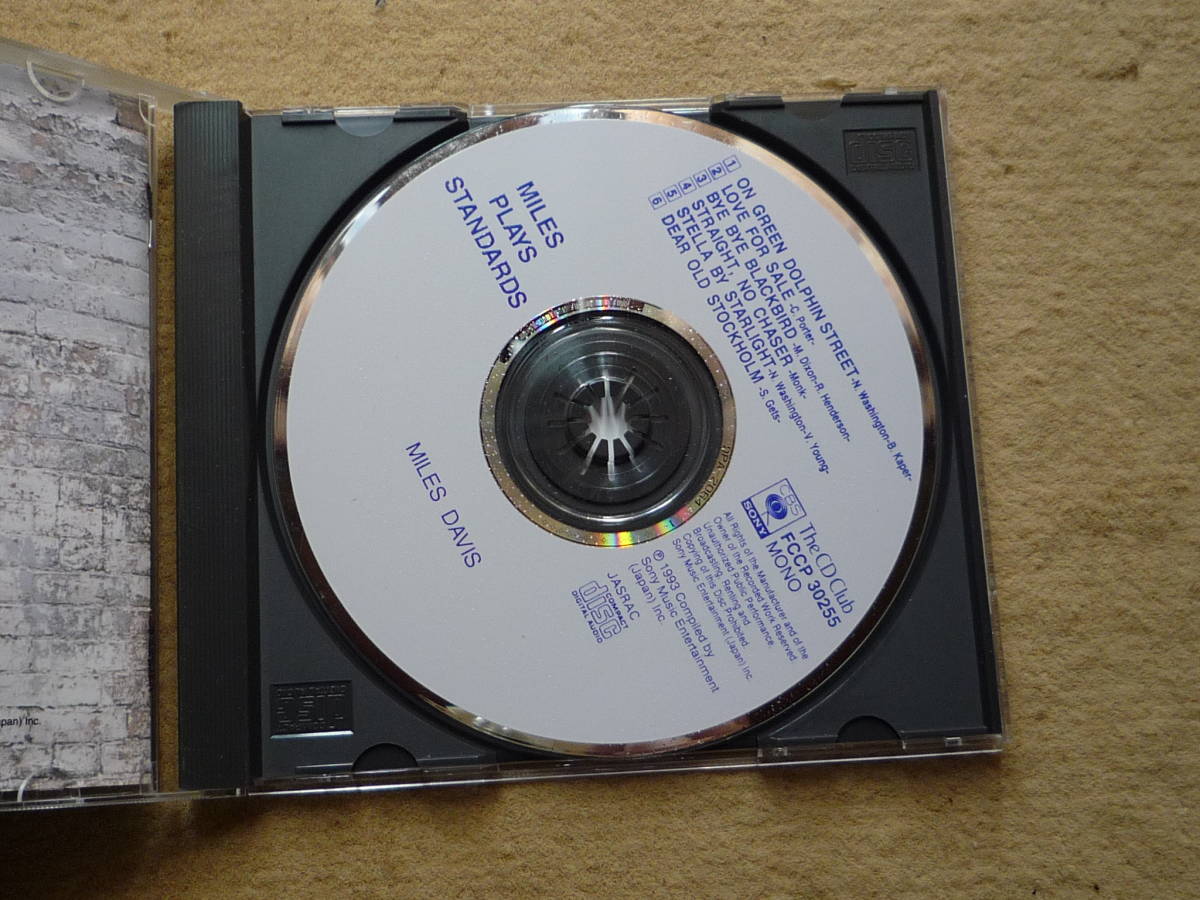 MILES
PLAYS
STANDARDS
1 ON GREEN DOLPHIN STREET -N. Washington-B. Kaper-
2 LOVE FOR SALE -C. Porter-
3 BYE BYE BLACKBIRD -M. Dixon-R. Henderson-
4 STRAIGHT, NO CHASER -Monk-
5 STELLA BY STARLIGHT -N. Washington-V. Young-
6 DEAR OLD STOCKHOLM -S. Gets-
MILES DAVIS
CBS
SONY
The CD Club
FCCP 30255
MONO
All Rights of the Manufacturer and of the
Owner of the Recorded Work Reserved.
Unauthorized Public Performance,
Broadcasting, Renting and
Copying of this Disc Prohibited.
Sony Music Entertainment (Japan) Inc.
℗ 1993 Compiled by
Sony Music Entertainment
(Japan) Inc.
JASRAC
COMPACT
disc
DIGITAL AUDIO
pan) Inc.